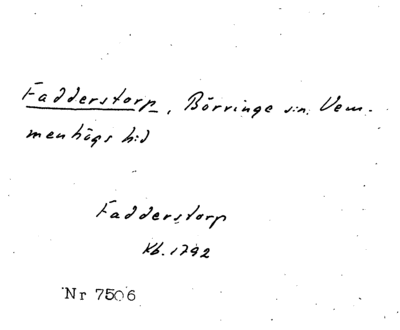 Fadderstorp, Börringe sn. Vem-
menhögs hd
Fadderstorp
Kb. 1792
Nr 7506